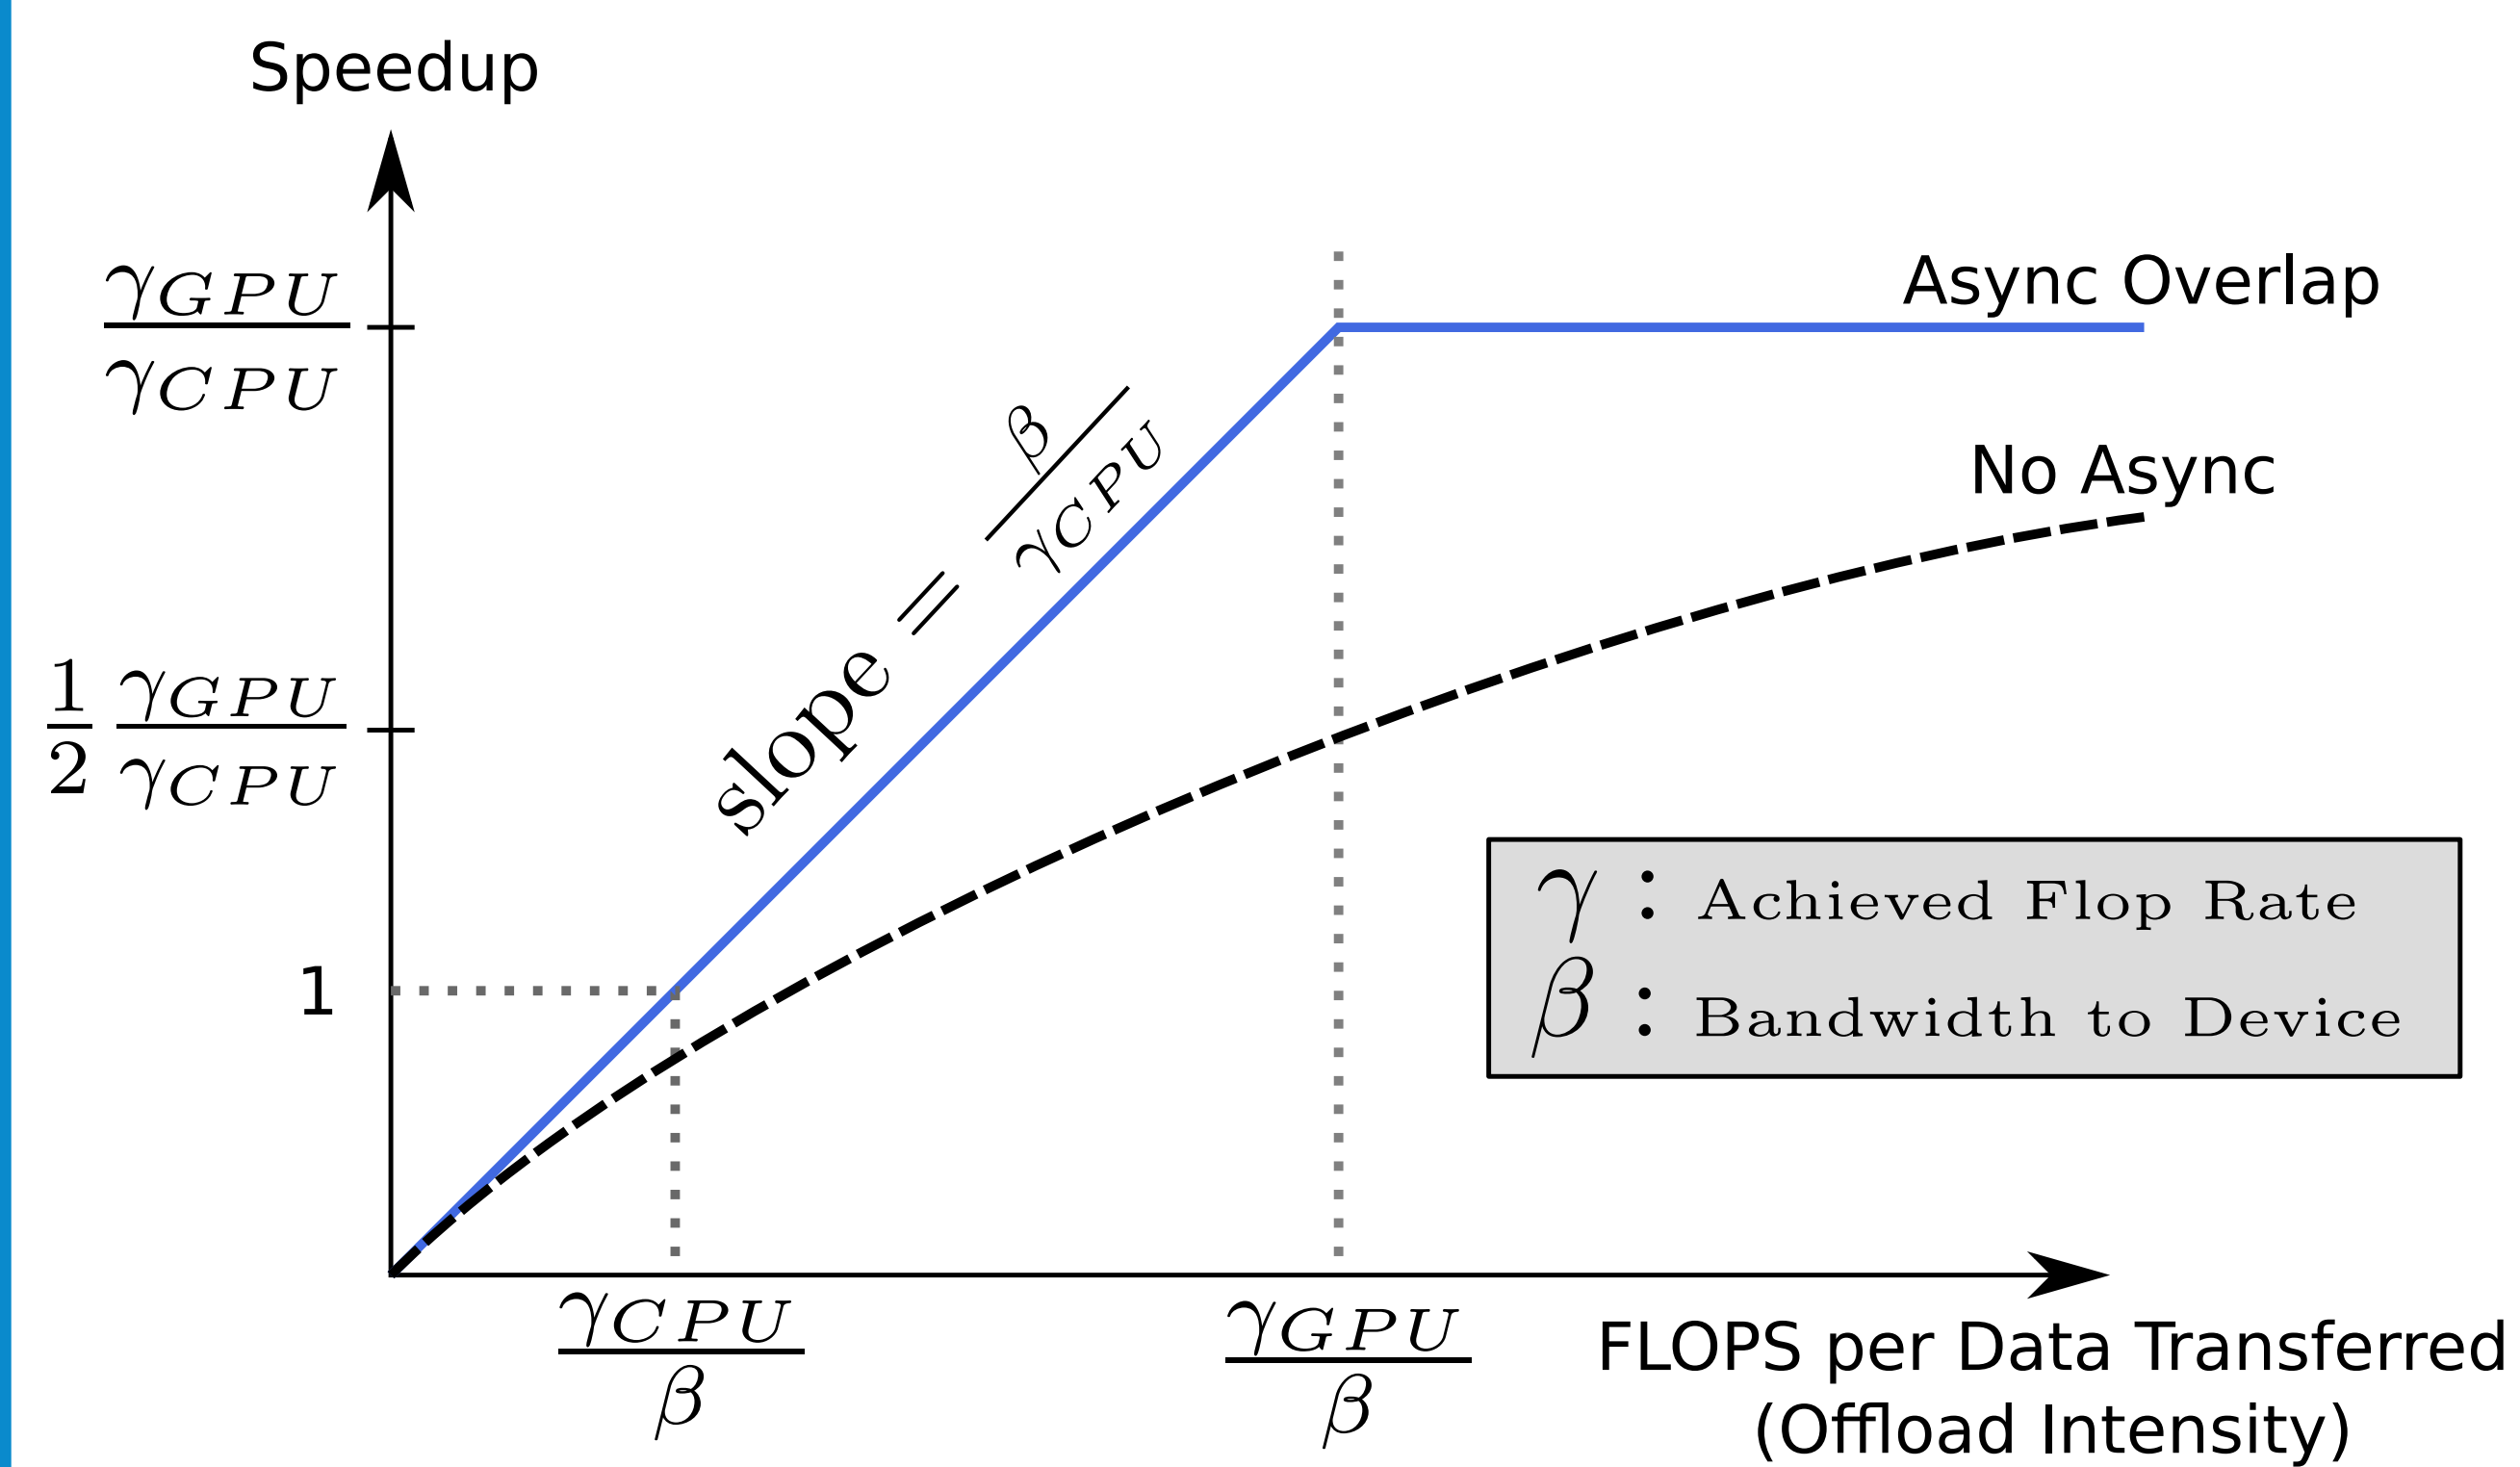 Speedup
γGPU
γCPU
1 γGPU
2 γCPU
1
slope = β
γCPU
Async Overlap
No Async
γ : Achieved Flop Rate
β : Bandwidth to Device
γCPU
β
γGPU
β
FLOPS per Data Transferred
(Offload Intensity)